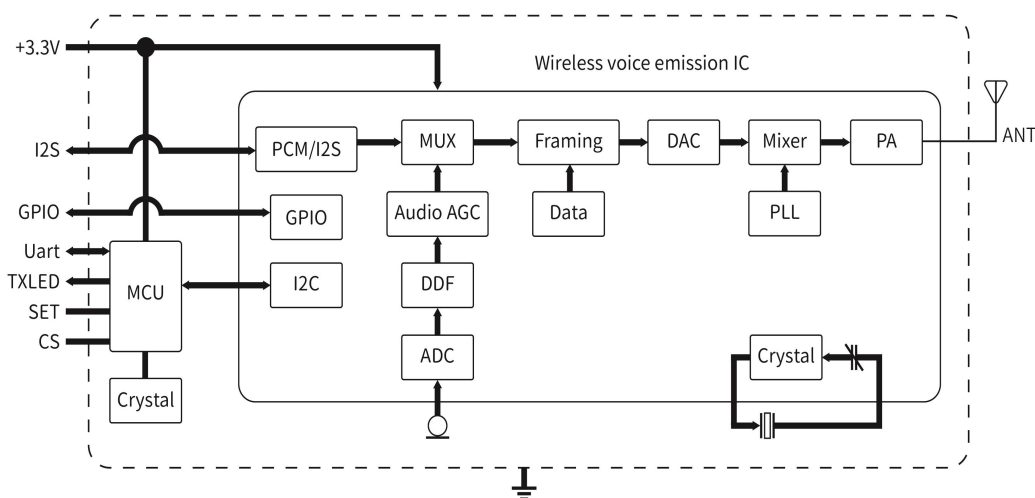 +3.3V
Wireless voice emission IC
ANT
I2S
PCM/I2S
MUX
Framing
DAC
Mixer
PA
GPIO
GPIO
Audio AGC
Data
PLL
Uart
TXLED
SET
CS
MCU
I2C
DDF
ADC
Crystal
Crystal